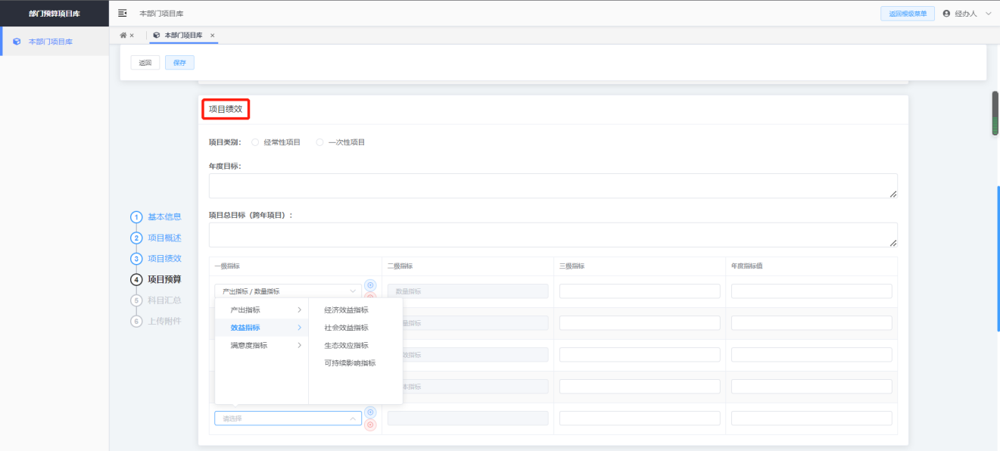 部门预算项目库
本部门项目库
返回模级菜单
经办人
本部门项目库
本部门项目库
返回
保存
项目绩效
项目类别：
经常性项目
一次性项目
年度目标：
项目总目标（跨年项目）：
1 基本信息
2 项目概述
3 项目绩效
4 项目预算
5 科目汇总
6 上传附件
一级指标
二级指标
三级指标
年度指标值
产出指标 / 数量指标
数量指标
产出指标
经济效益指标
效益指标
社会效益指标
满意度指标
生态效应指标
可持续影响指标
量指标
效指标
本指标
请选择